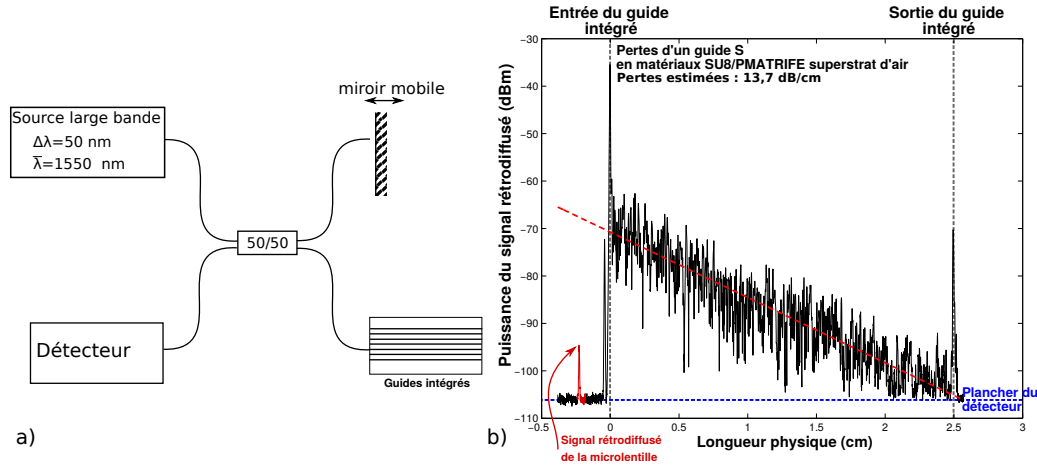 a)
Source large bande
Δλ=50 nm
λ̅=1550 nm
miroir mobile
50/50
Détecteur
Guides intégrés
b)
Entrée du guide
intégré
Sortie du guide
intégré
Pertes d'un guide S
en matériaux SU8/PMATRIFE superstrat d'air
Pertes estimées : 13,7 dB/cm
Puissance du signal rétrodiffusé (dBm)
−30
−40
−50
−60
−70
−80
−90
−100
−110
−0.5
0
0.5
1
1.5
2
2.5
3
Longueur physique (cm)
Plancher du
détecteur
Signal rétrodiffusé
de la microlentille